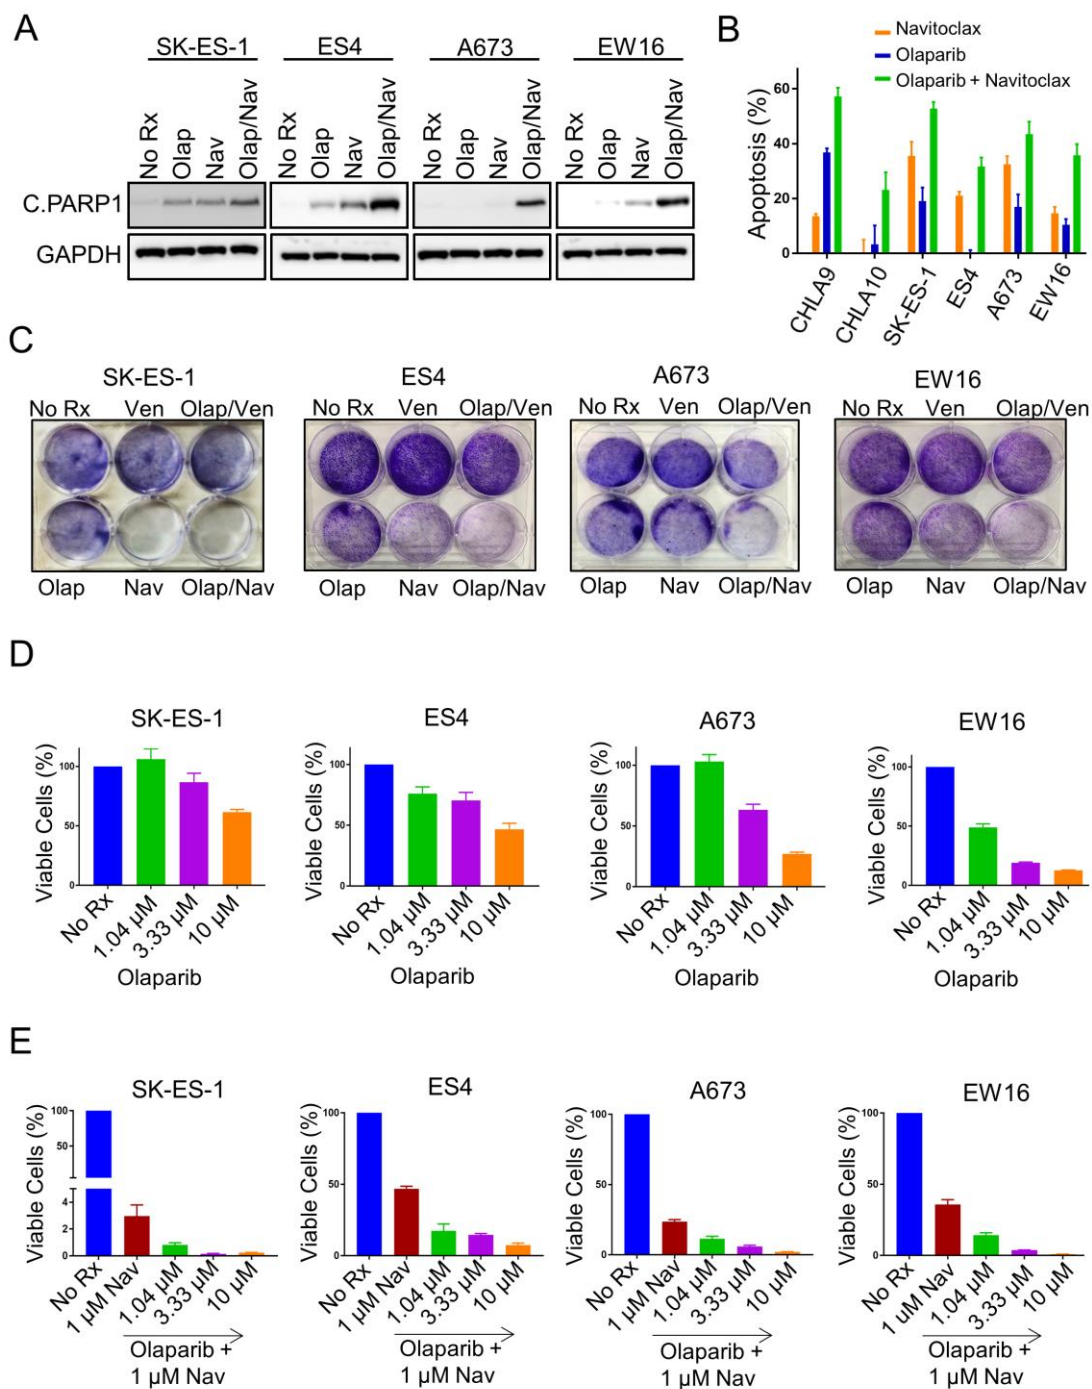 A
SK-ES-1 ES4 A673 EW16
No Rx Olap Nav Olap/Nav No Rx Olap Nav Olap/Nav No Rx Olap Nav Olap/Nav No Rx Olap Nav Olap/Nav
C.PARP1
GAPDH
B
Navitoclax
Olaparib
Olaparib + Navitoclax
Apoptosis (%)
60
40
20
0
CHLA9 CHLA10 SK-ES-1 ES4 A673 EW16
C
SK-ES-1 ES4 A673 EW16
No Rx Ven Olap/Ven No Rx Ven Olap/Ven No Rx Ven Olap/Ven No Rx Ven Olap/Ven
Olap Nav Olap/Nav Olap Nav Olap/Nav Olap Nav Olap/Nav Olap Nav Olap/Nav
D
SK-ES-1
Viable Cells (%)
100
50
0
No Rx 1.04 µM 3.33 µM 10 µM
Olaparib
ES4
Viable Cells (%)
100
50
0
No Rx 1.04 µM 3.33 µM 10 µM
Olaparib
A673
Viable Cells (%)
100
50
0
No Rx 1.04 µM 3.33 µM 10 µM
Olaparib
EW16
Viable Cells (%)
100
50
0
No Rx 1.04 µM 3.33 µM 10 µM
Olaparib
E
SK-ES-1
Viable Cells (%)
100
50
4
2
0
No Rx 1 µM Nav 1.04 µM 3.33 µM 10 µM
Olaparib +
1 µM Nav
ES4
Viable Cells (%)
100
50
0
No Rx 1 µM Nav 1.04 µM 3.33 µM 10 µM
Olaparib +
1 µM Nav
A673
Viable Cells (%)
100
50
0
No Rx 1 µM Nav 1.04 µM 3.33 µM 10 µM
Olaparib +
1 µM Nav
EW16
Viable Cells (%)
100
50
0
No Rx 1 uM Nav 1.04 µM 3.33 µM 10 µM
Olaparib +
1 µM Nav